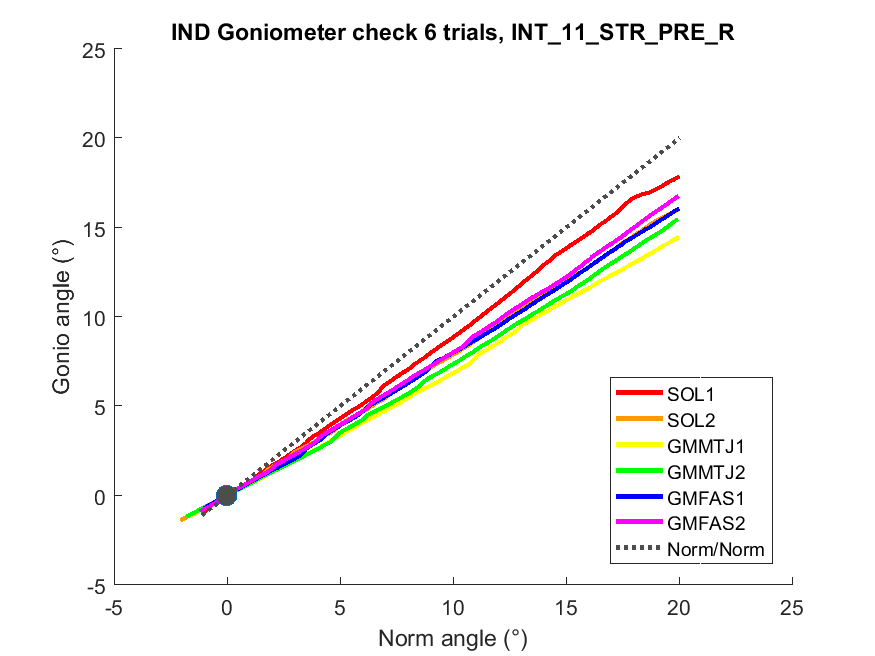 IND Goniometer check 6 trials, INT_11_STR_PRE_R
25
20
15
10
5
0
-5
Gonio angle (°)
-5
0
5
10
15
20
25
Norm angle (°)
SOL1
SOL2
GMMTJ1
GMMTJ2
GMFAS1
GMFAS2
Norm/Norm